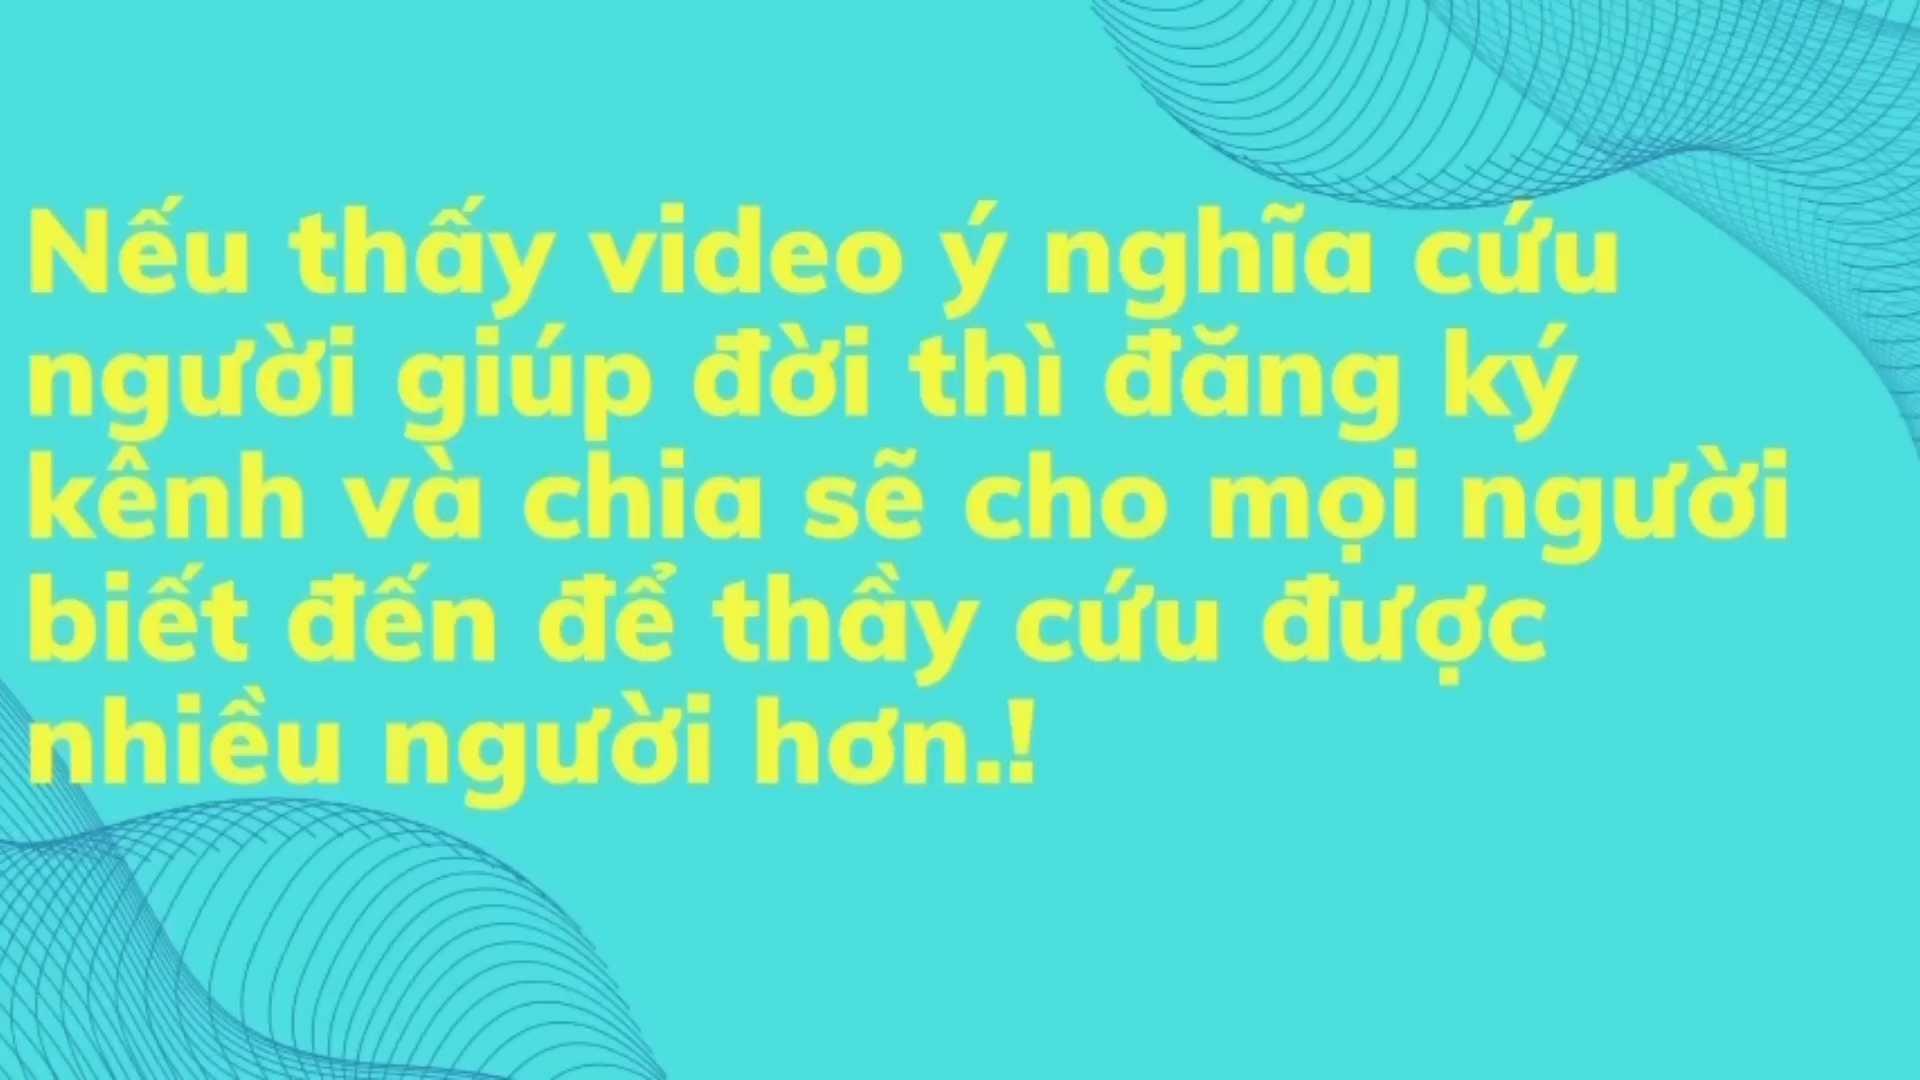 Nếu thấy video ý nghĩa cứu
người giúp đời thì đăng ký
kênh và chia sẽ cho mọi người
biết đến để thầy cứu được
nhiều người hơn.!